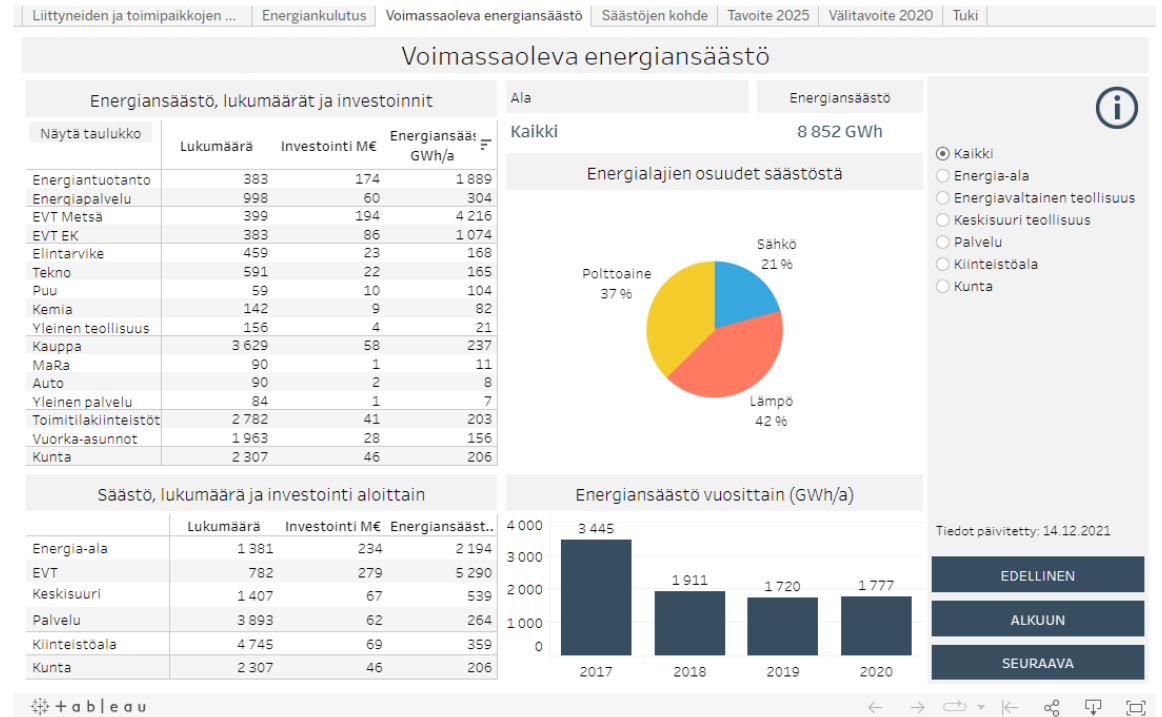 Liittyneiden ja toimipaikkojen ... Energiankulutus Voimassaoleva energiansäästö Säästöjen kohde Tavoite 2025 Välitavoite 2020 Tuki
Voimassaoleva energiansäästö
Energiansäästö, lukumäärät ja investoinnit
Näytä taulukko Lukumäärä Investointi M€ Energiansääs
GWh/a
Energiantuotanto 383 174 1 889
Energiapalvelu 998 60 304
EVT Metsä 399 194 4 216
EVT EK 383 86 1 074
Elintarvike 459 23 168
Tekno 591 22 165
Puu 59 10 104
Kemia 142 9 82
Yleinen teollisuus 156 4 21
Kauppa 3 629 58 237
MaRa 90 1 11
Auto 90 2 8
Yleinen palvelu 84 1 7
Toimitilakiinteistöt 2 782 41 203
Vuorka-asunnot 1 963 28 156
Kunta 2 307 46 206
Säästö, lukumäärä ja investointi aloittain
Lukumäärä Investointi M€ Energiansääst..
Energia-ala 1 381 234 2 194
EVT 782 279 5 290
Keskisuuri 1 407 67 539
Palvelu 3 893 62 264
Kiinteistöala 4 745 69 359
Kunta 2 307 46 206
Ala Energiansäästö
Kaikki 8 852 GWh
Energialajien osuudet säästöstä
Sähkö
21 %
Polttoaine
37 %
Lämpö
42 %
Energiansäästö vuosittain (GWh/a)
4 000
3 000
2 000
1 000
0
3 445 1 911 1 720 1 777
2017 2018 2019 2020
Kaikki
Energia-ala
Energiavaltainen teollisuus
Keskisuuri teollisuus
Palvelu
Kiinteistöala
Kunta
Tiedot päivitetty: 14.12.2021
EDELLINEN
ALKUUN
SEURAAVA
+ableau